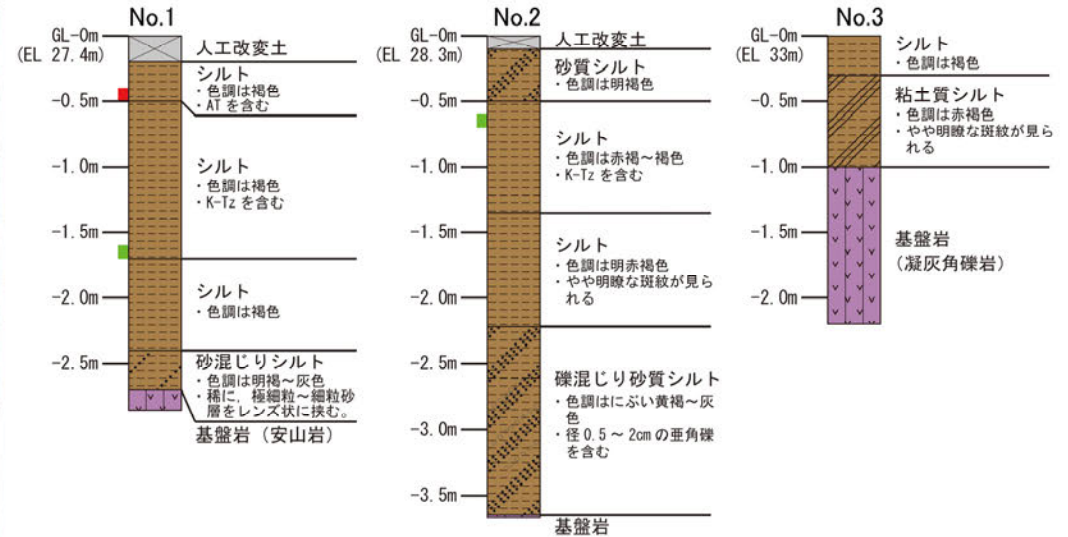 No.1
GL-0m
(EL 27.4m)
-0.5m
-1.0m
-1.5m
-2.0m
-2.5m
人工改変土
シルト
・色調は褐色
・ATを含む
シルト
・色調は褐色
・K-Tzを含む
シルト
・色調は褐色
砂混じりシルト
・色調は明褐～灰色
・稀に，極細粒～細粒砂
層をレンズ状に挟む。
基盤岩（安山岩）
No.2
GL-0m
(EL 28.3m)
-0.5m
-1.0m
-1.5m
-2.0m
-2.5m
-3.0m
-3.5m
人工改変土
砂質シルト
・色調は明褐色
シルト
・色調は赤褐～褐色
・K-Tzを含む
シルト
・色調は明赤褐色
・やや明瞭な斑紋が見ら
れる
礫混じり砂質シルト
・色調はにぶい黄褐～灰
色
・径0.5～2cmの亜角礫
を含む
基盤岩
No.3
GL-0m
(EL 33m)
-0.5m
-1.0m
-1.5m
-2.0m
シルト
・色調は褐色
粘土質シルト
・色調は赤褐色
・やや明瞭な斑紋が見ら
れる
基盤岩
（凝灰角礫岩）